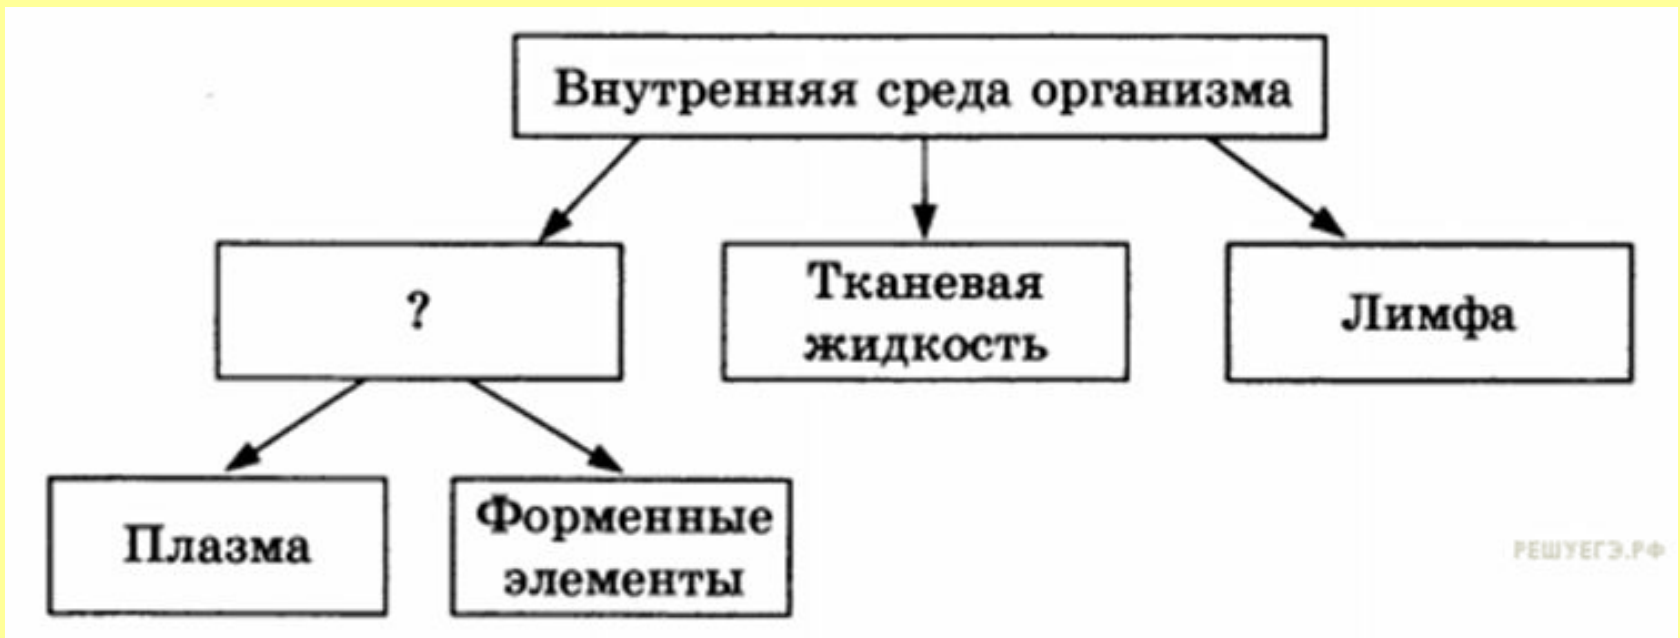 Внутренняя среда организма
?
Тканевая
жидкость
Лимфа
Плазма
Форменные
элементы
РЕШУЕГЭ.РФ